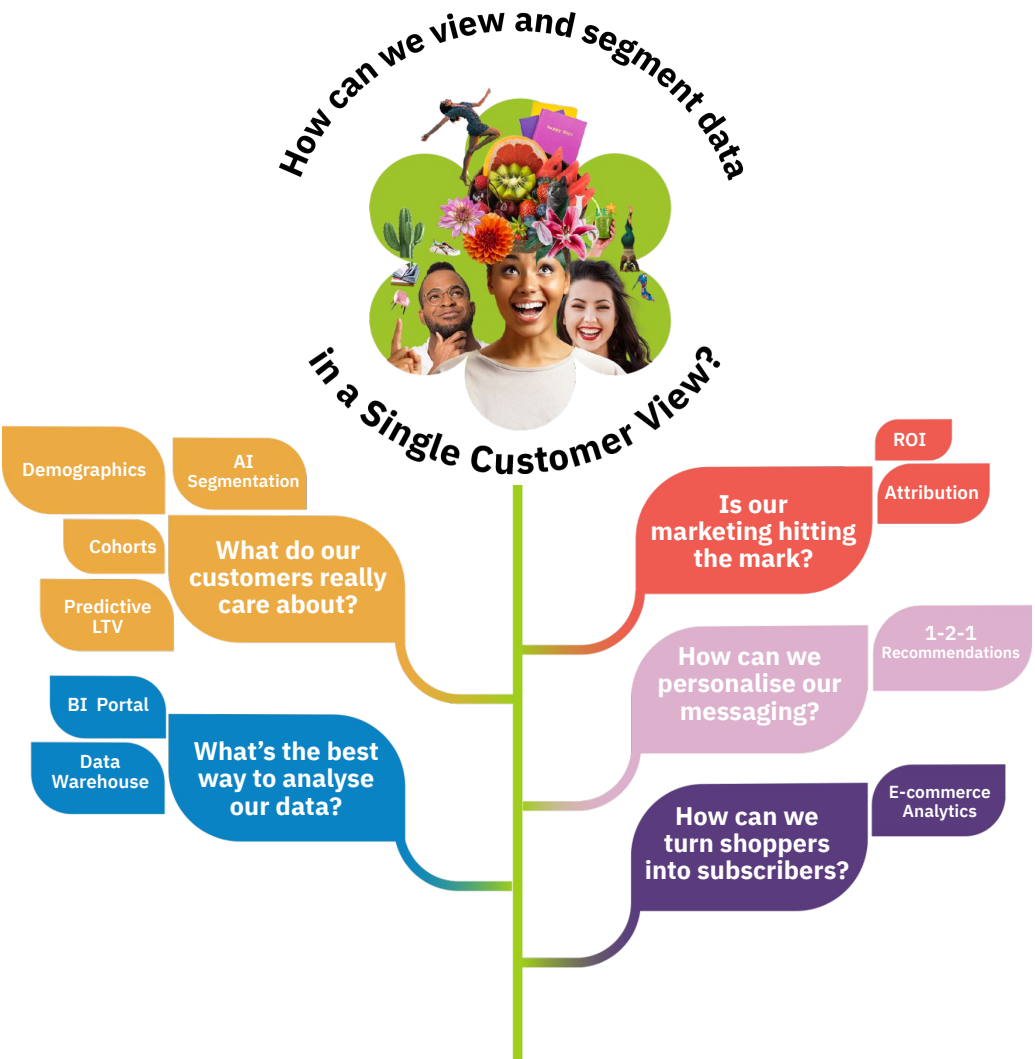 How can we view and segment data
in a Single Customer View?
Demographics
AI
Segmentation
Cohorts
Predictive
LTV
What do our
customers really
care about?
ROI
Attribution
Is our
marketing hitting
the mark?
1-2-1
Recommendations
How can we
personalise our
messaging?
BI Portal
Data
Warehouse
What's the best
way to analyse
our data?
E-commerce
Analytics
How can we
turn shoppers
into subscribers?